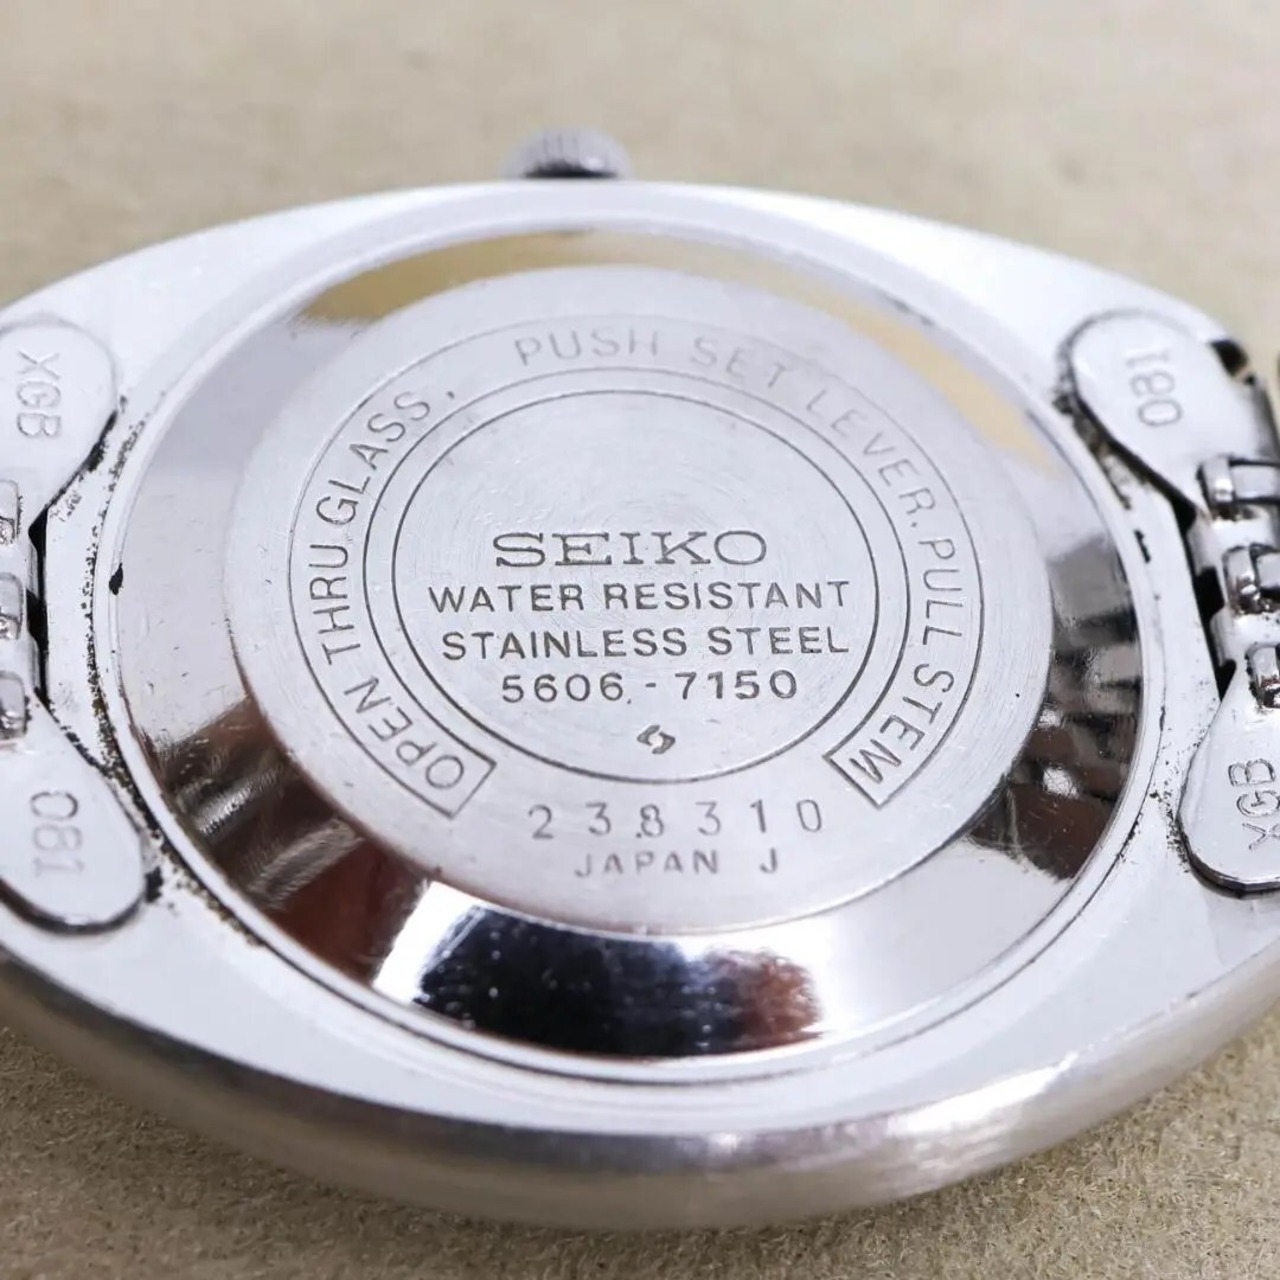 OPEN THRU GLASS, PUSH SET LEVER. PULL STEM
SEIKO
WATER RESISTANT
STAINLESS STEEL
5606-7150
238310
JAPAN J
XGB
081
081
XGB